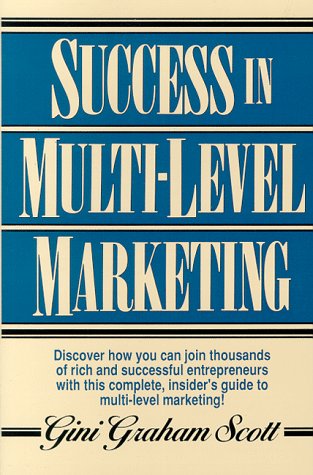 SUCCESS IN
MULTI-LEVEL
MARKETING
Discover how you can join thousands
of rich and successful entrepreneurs
with this complete, insider's guide to
multi-level marketing!
Gini Graham Scott